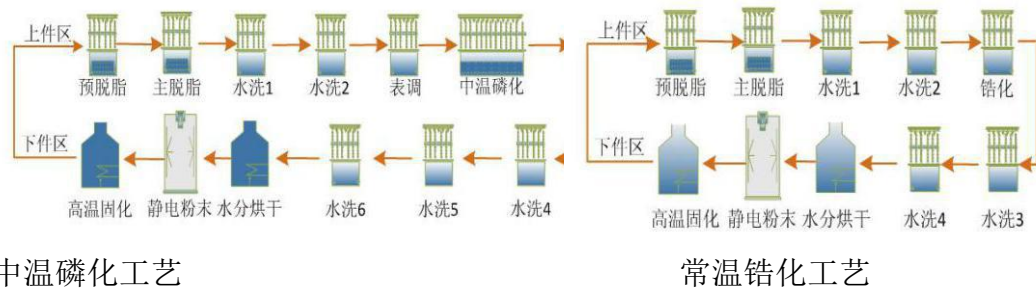 上件区
预脱脂 主脱脂 水洗1 水洗2 表调 中温磷化
下件区
高温固化 静电粉末 水分烘干 水洗6 水洗5 水洗4
中温磷化工艺
上件区
预脱脂 主脱脂 水洗1 水洗2 锆化
下件区
高温固化 静电粉末 水分烘干 水洗4 水洗3
常温锆化工艺